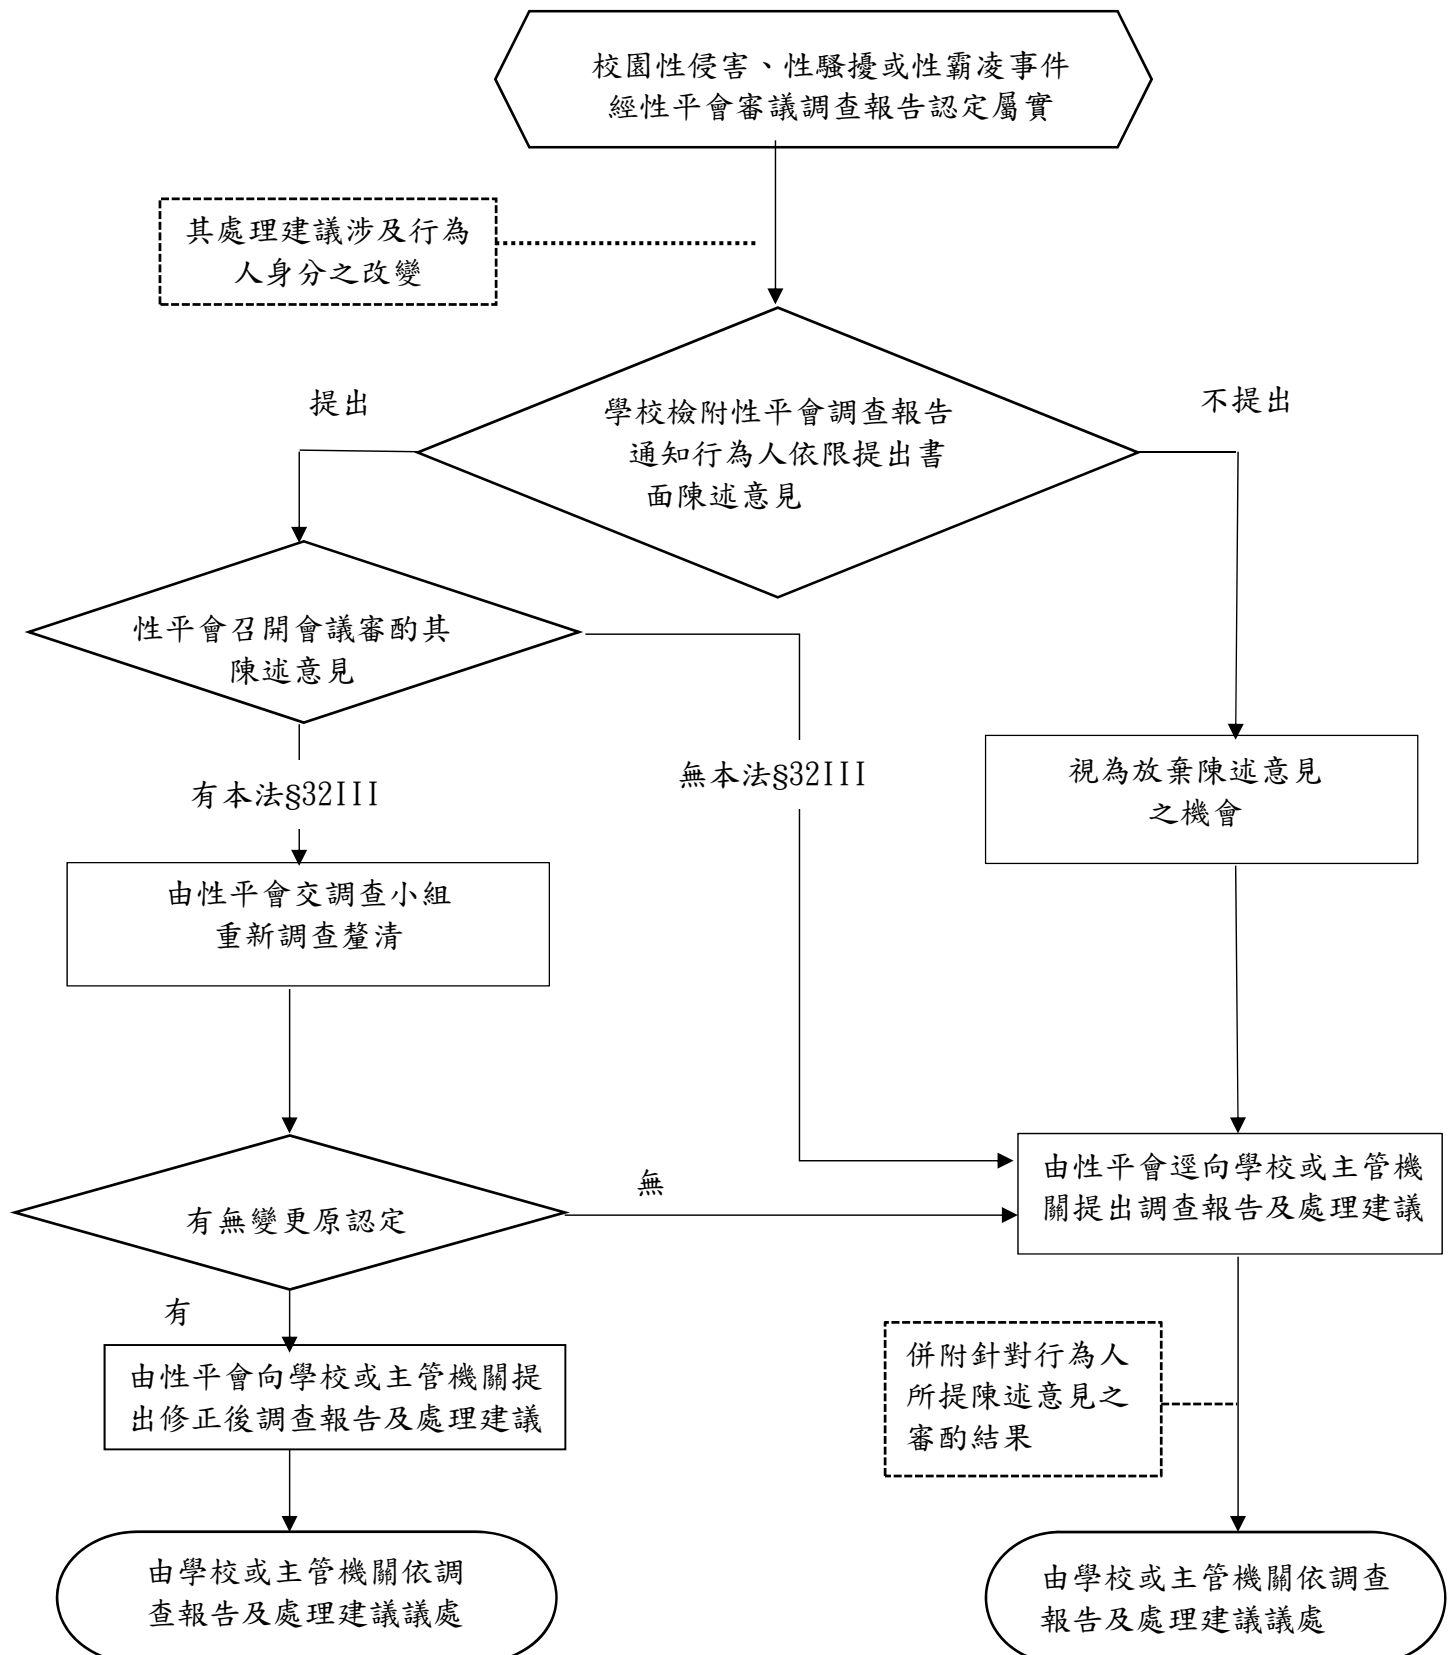 校園性侵害、性騷擾或性霸凌事件
經性平會審議調查報告認定屬實
其處理建議涉及行為
人身分之改變
提出
不提出
學校檢附性平會調查報告
通知行為人依限提出書
面陳述意見
性平會召開會議審酌其
陳述意見
有本法§32III
無本法§32III
視為放棄陳述意見
之機會
由性平會交調查小組
重新調查釐清
有無變更原認定
無
由性平會逕向學校或主管機
關提出調查報告及處理建議
有
由性平會向學校或主管機關提
出修正後調查報告及處理建議
併附針對行為人
所提陳述意見之
審酌結果
由學校或主管機關依調
查報告及處理建議議處
由學校或主管機關依調查
報告及處理建議議處